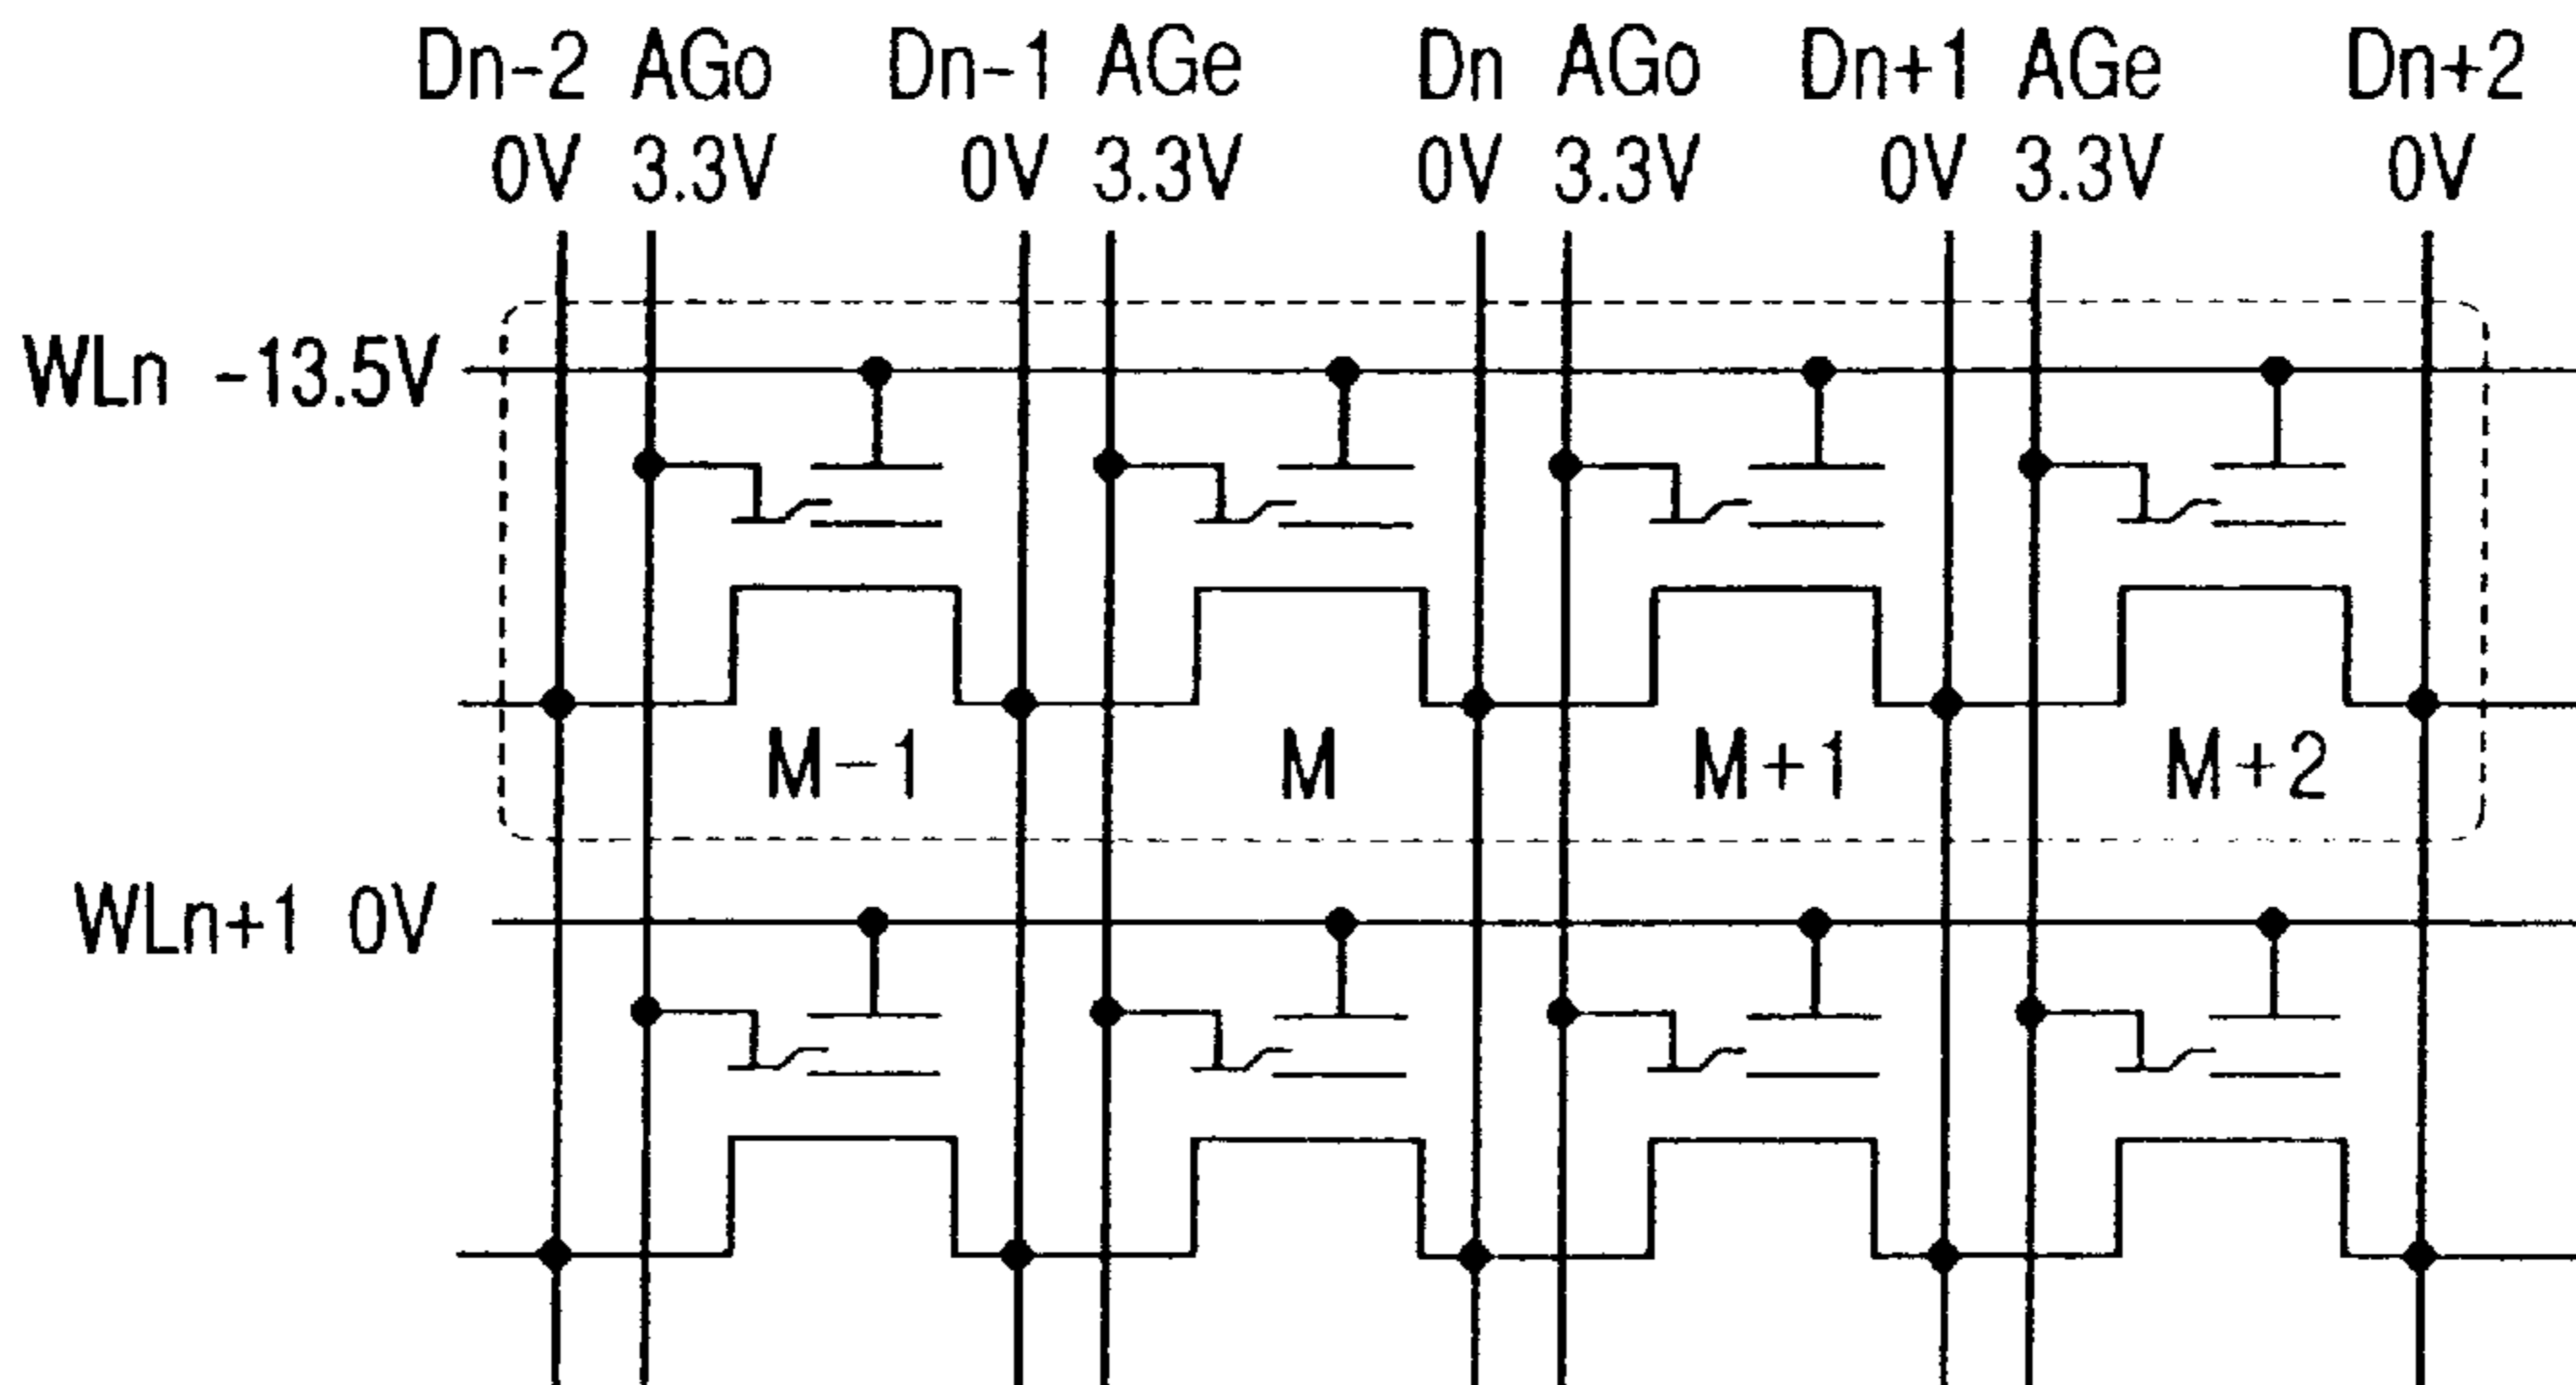 Dn-2 AGo Dn-1 AGe Dn AGo Dn+1 AGe Dn+2
0V 3.3V 0V 3.3V 0V 3.3V 0V 3.3V 0V
WLn -13.5V
M-1 M M+1 M+2
WLn+1 0V